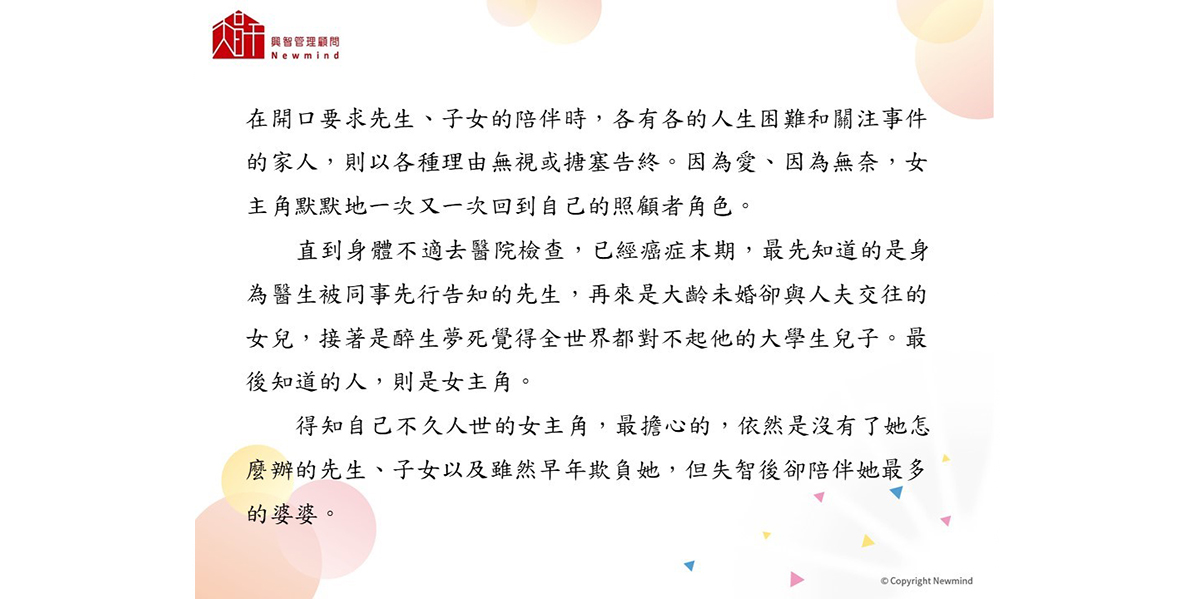 興智管理顧問
Newmind
在開口要求先生、子女的陪伴時，各有各的人生困難和關注事件
的家人，則以各種理由無視或搪塞告終。因為愛、因為無奈，女
主角默默地一次又一次回到自己的照顧者角色。
直到身體不適去醫院檢查，已經癌症末期，最先知道的是身
為醫生被同事先行告知的先生，再來是大齡未婚卻與人夫交往的
女兒，接著是醉生夢死覺得全世界都對不起他的大學生兒子。最
後知道的人，則是女主角。
得知自己不久人世的女主角，最擔心的，依然是沒有了她怎
麼辦的先生、子女以及雖然早年欺負她，但失智後卻陪伴她最多
的婆婆。
© Copyright Newmind